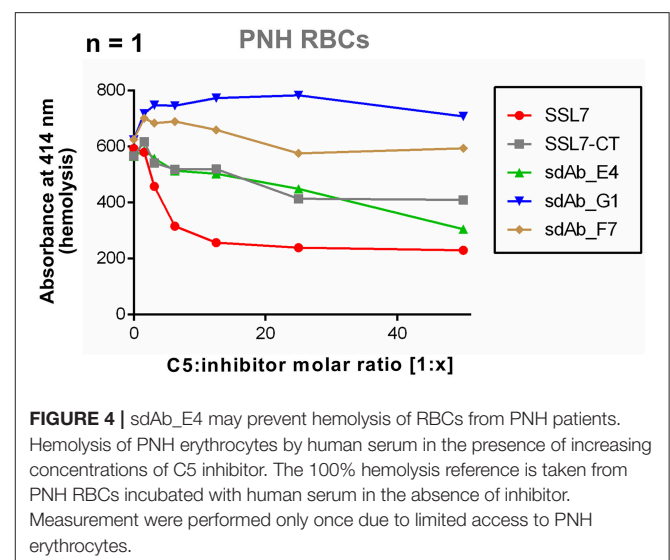 n = 1
PNH RBCs
Absorbance at 414 nm
(hemolysis)
800
600
400
200
0
0
20
40
C5:inhibitor molar ratio [1:x]
SSL7
SSL7-CT
sdAb_E4
sdAb_G1
sdAb_F7
FIGURE 4 | sdAb_E4 may prevent hemolysis of RBCs from PNH patients.
Hemolysis of PNH erythrocytes by human serum in the presence of increasing
concentrations of C5 inhibitor. The 100% hemolysis reference is taken from
PNH RBCs incubated with human serum in the absence of inhibitor.
Measurement were performed only once due to limited access to PNH
erythrocytes.